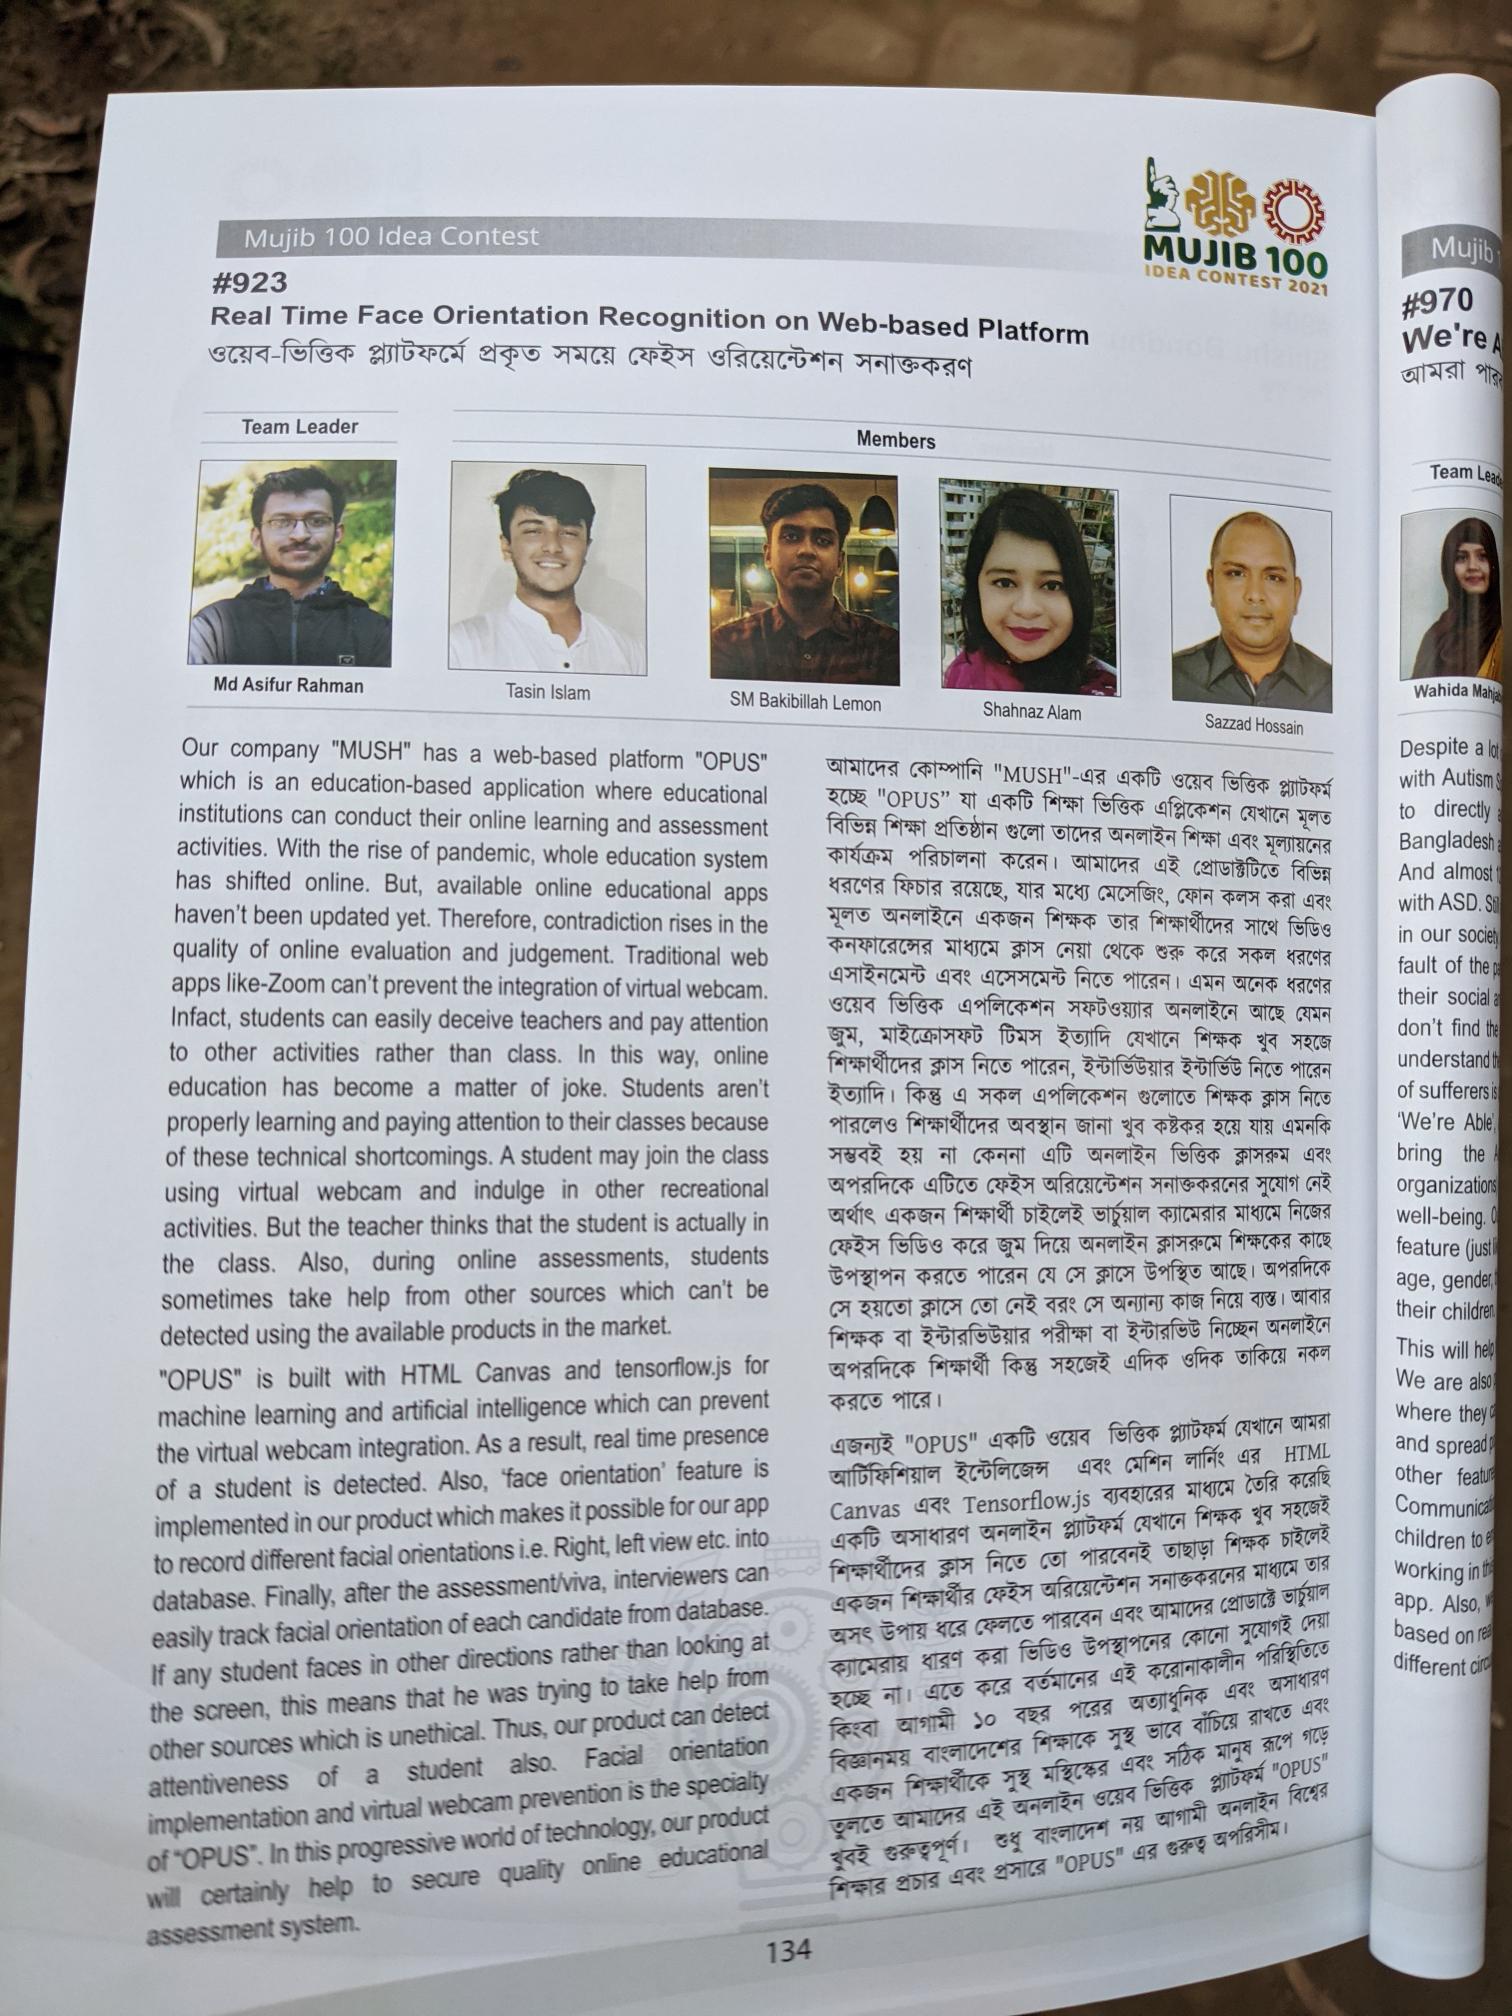 MUJIB 100
IDEA CONTEST 2021
Mujib 100 Idea Contest
#923
Real Time Face Orientation Recognition on Web-based Platform
ওয়েব-ভিত্তিক প্ল্যাটফর্মে প্রকৃত সময়ে ফেইস ওরিয়েন্টেশন সনাক্তকরণ
Team Leader
Members
Md Asifur Rahman
Tasin Islam
SM Bakibillah Lemon
Shahnaz Alam
Sazzad Hossain
Our company "MUSH" has a web-based platform "OPUS"
which is an education-based application where educational
institutions can conduct their online learning and assessment
activities. With the rise of pandemic, whole education system
has shifted online. But, available online educational apps
haven't been updated yet. Therefore, contradiction rises in the
quality of online evaluation and judgement. Traditional web
apps like-Zoom can't prevent the integration of virtual webcam.
Infact, students can easily deceive teachers and pay attention
to other activities rather than class. In this way, online
education has become a matter of joke. Students aren't
properly learning and paying attention to their classes because
of these technical shortcomings. A student may join the class
using virtual webcam and indulge in other recreational
activities. But the teacher thinks that the student is actually in
the class. Also, during online assessments, students
sometimes take help from other sources which can't be
detected using the available products in the market.
"OPUS" is built with HTML Canvas and tensorflow.js for
machine learning and artificial intelligence which can prevent
the virtual webcam integration. As a result, real time presence
of a student is detected. Also, 'face orientation' feature is
implemented in our product which makes it possible for our app
to record different facial orientations i.e. Right, left view etc. into
database. Finally, after the assessment/viva, interviewers can
easily track facial orientation of each candidate from database.
If any student faces in other directions rather than looking at
the screen, this means that he was trying to take help from
other sources which is unethical. Thus, our product can detect
attentiveness of a student also. Facial orientation
implementation and virtual webcam prevention is the specialty
of "OPUS". In this progressive world of technology, our product
will certainly help to secure quality online educational
assessment system.
আমাদের কোম্পানি "MUSH"-এর একটি ওয়েব ভিত্তিক প্ল্যাটফর্ম
হচ্ছে "OPUS" যা একটি শিক্ষা ভিত্তিক এপ্লিকেশন যেখানে মূলত
বিভিন্ন শিক্ষা প্রতিষ্ঠান গুলো তাদের অনলাইন শিক্ষা এবং মূল্যায়নের
কার্যক্রম পরিচালনা করেন। আমাদের এই প্রোডাক্টটিতে বিভিন্ন
ধরণের ফিচার রয়েছে, যার মধ্যে মেসেজিং, ফোন কলস করা এবং
মূলত অনলাইনে একজন শিক্ষক তার শিক্ষার্থীদের সাথে ভিডিও
কনফারেন্সের মাধ্যমে ক্লাস নেয়া থেকে শুরু করে সকল ধরণের
এসাইনমেন্ট এবং এসেসমেন্ট নিতে পারেন। এমন অনেক ধরণের
ওয়েব ভিত্তিক এপলিকেশন সফটওয়্যার অনলাইনে আছে যেমন
জুম, মাইক্রোসফট টিমস ইত্যাদি যেখানে শিক্ষক খুব সহজে
শিক্ষার্থীদের ক্লাস নিতে পারেন, ইন্টার্ভিউয়ার ইন্টার্ভিউ নিতে পারেন
ইত্যাদি। কিন্তু এ সকল এপলিকেশন গুলোতে শিক্ষক ক্লাস নিতে
পারলেও শিক্ষার্থীদের অবস্থান জানা খুব কষ্টকর হয়ে যায় এমনকি
সম্ভবই হয় না কেননা এটি অনলাইন ভিত্তিক ক্লাসরুম এবং
অপরদিকে এটিতে ফেইস অরিয়েন্টেশন সনাক্তকরনের সুযোগ নেই
অর্থাৎ একজন শিক্ষার্থী চাইলেই ভার্চুয়াল ক্যামেরার মাধ্যমে নিজের
ফেইস ভিডিও করে জুম দিয়ে অনলাইন ক্লাসরুমে শিক্ষকের কাছে
উপস্থাপন করতে পারেন যে সে ক্লাসে উপস্থিত আছে। অপরদিকে
সে হয়তো ক্লাসে তো নেই বরং সে অন্যান্য কাজ নিয়ে ব্যস্ত। আবার
শিক্ষক বা ইন্টারভিউয়ার পরীক্ষা বা ইন্টারভিউ নিচ্ছেন অনলাইনে
অপরদিকে শিক্ষার্থী কিন্তু সহজেই এদিক ওদিক তাকিয়ে নকল
করতে পারে।
এজন্যই "OPUS" একটি ওয়েব ভিত্তিক প্ল্যাটফর্ম যেখানে আমরা
আর্টিফিশিয়াল ইন্টেলিজেন্স এবং মেশিন লার্নিং এর HTML
Canvas এবং Tensorflow.js ব্যবহারের মাধ্যমে তৈরি করেছি
একটি অসাধারণ অনলাইন প্ল্যাটফর্ম যেখানে শিক্ষক খুব সহজেই
শিক্ষার্থীদের ক্লাস নিতে তো পারবেনই তাছাড়া শিক্ষক চাইলেই
একজন শিক্ষার্থীর ফেইস অরিয়েন্টেশন সনাক্তকরনের মাধ্যমে তার
অসৎ উপায় ধরে ফেলতে পারবেন এবং আমাদের প্রোডাক্টে ভার্চুয়াল
ক্যামেরায় ধারণ করা ভিডিও উপস্থাপনের কোনো সুযোগই দেয়া
হচ্ছে না। এতে করে বর্তমানের এই করোনাকালীন পরিস্থিতিতে
কিংবা আগামী ১০ বছর পরের অত্যাধুনিক এবং অসাধারণ
বিজ্ঞানময় বাংলাদেশের শিক্ষাকে সুস্থ ভাবে বাঁচিয়ে রাখতে এবং
একজন শিক্ষার্থীকে সুস্থ মস্থিস্কের এবং সঠিক মানুষ রূপে গড়ে
তুলতে আমাদের এই অনলাইন ওয়েব ভিত্তিক প্ল্যাটফর্ম "OPUS"
খুবই গুরুত্বপূর্ণ। শুধু বাংলাদেশ নয় আগামী অনলাইন বিশ্বের
শিক্ষার প্রচার এবং প্রসারে "OPUS" এর গুরুত্ব অপরিসীম।
134
Mujib
#970
We're
আমরা
Team
Wahida
Despite a lot
with Autism
to directly
Bangladesh
And almost
with ASD.
in our society
fault of the
their social
don't find the
understand
of sufferers is
'We're Able',
bring the
organizations
well-being.
feature (just
age, gender,
their children
This will help
We are also
where they
and spread
other
children to
working in
app. Also,
based on
different